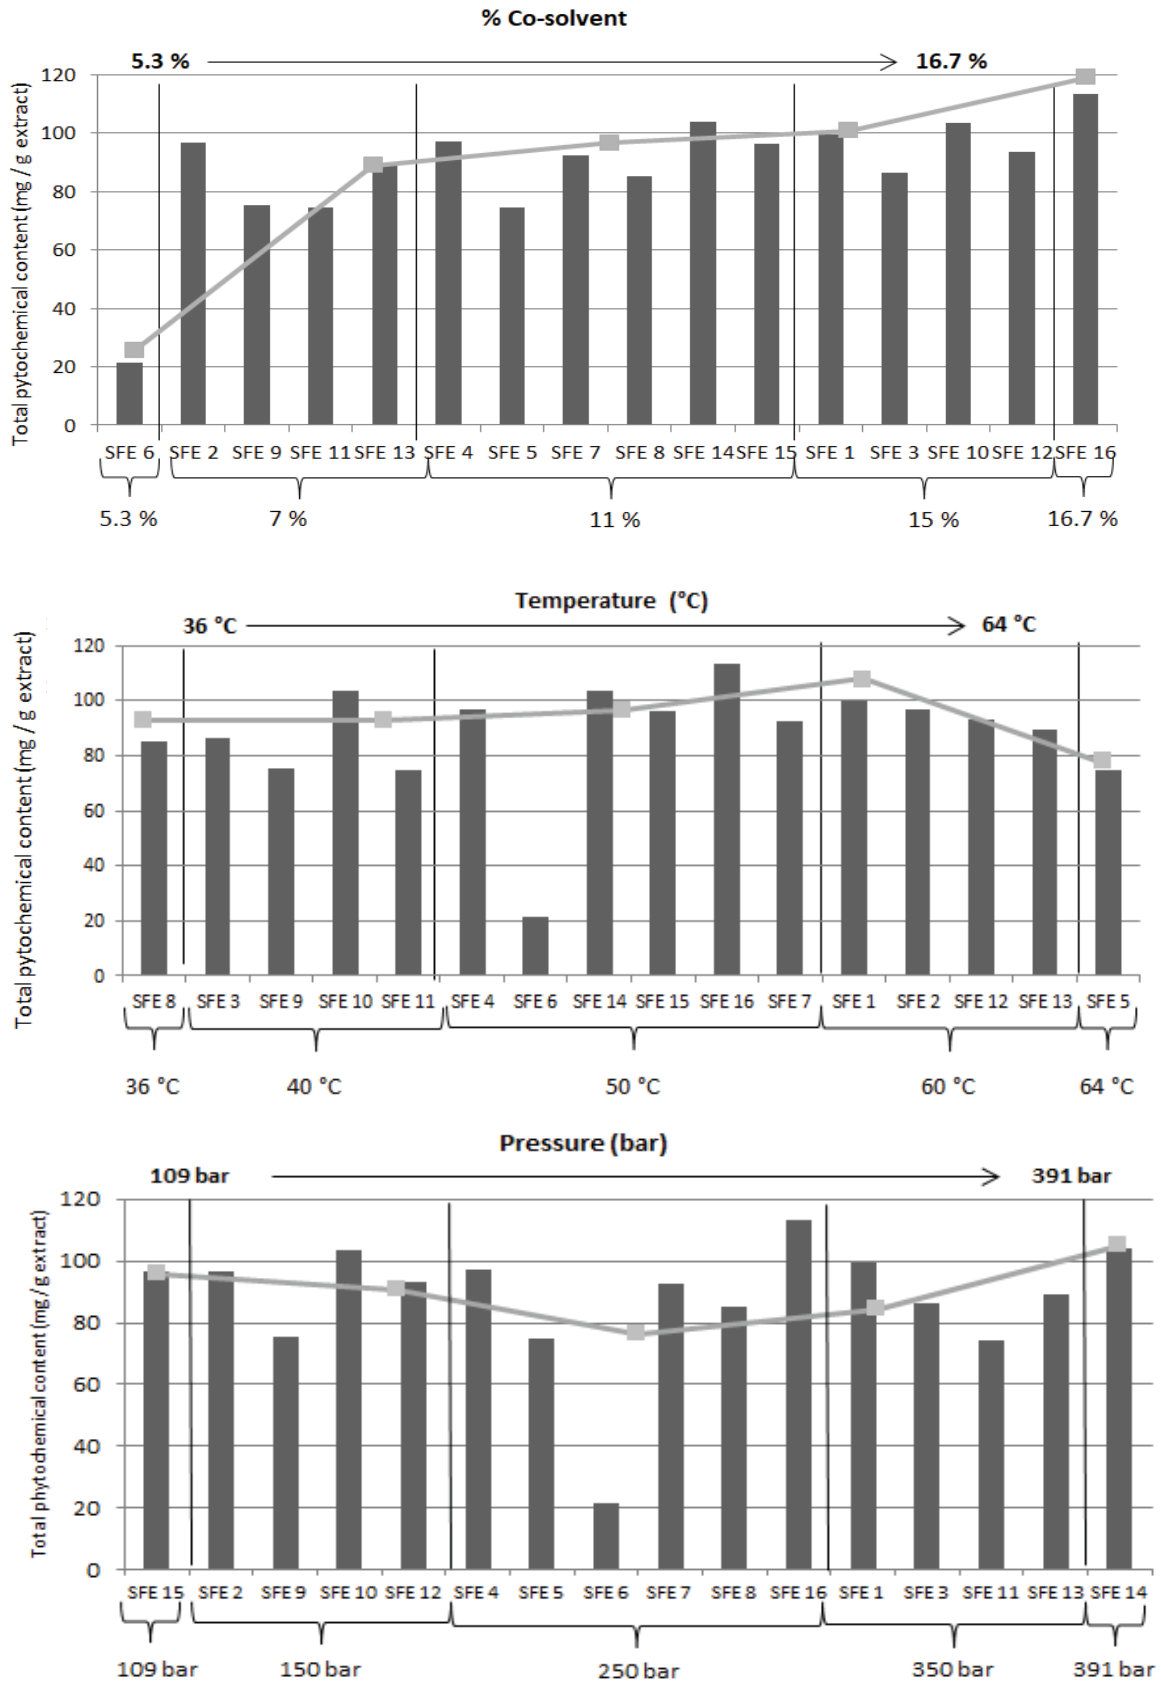 % Co-solvent
5.3 % 16.7 %
Total pytochemical content (mg / g extract)
120
100
80
60
40
20
0
SFE 6 SFE 2 SFE 9 SFE 11 SFE 13 SFE 4 SFE 5 SFE 7 SFE 8 SFE 14 SFE 15 SFE 1 SFE 3 SFE 10 SFE 12 SFE 16
5.3 % 7 % 11 % 15 % 16.7 %
Temperature (°C)
36 °C 64 °C
Total pytochemical content (mg / g extract)
120
100
80
60
40
20
0
SFE 8 SFE 3 SFE 9 SFE 10 SFE 11 SFE 4 SFE 6 SFE 14 SFE 15 SFE 16 SFE 7 SFE 1 SFE 2 SFE 12 SFE 13 SFE 5
36 °C 40 °C 50 °C 60 °C 64 °C
Pressure (bar)
109 bar 391 bar
Total phytochemical content (mg / g extract)
120
100
80
60
40
20
0
SFE 15 SFE 2 SFE 9 SFE 10 SFE 12 SFE 4 SFE 5 SFE 6 SFE 7 SFE 8 SFE 16 SFE 1 SFE 3 SFE 11 SFE 13 SFE 14
109 bar 150 bar 250 bar 350 bar 391 bar